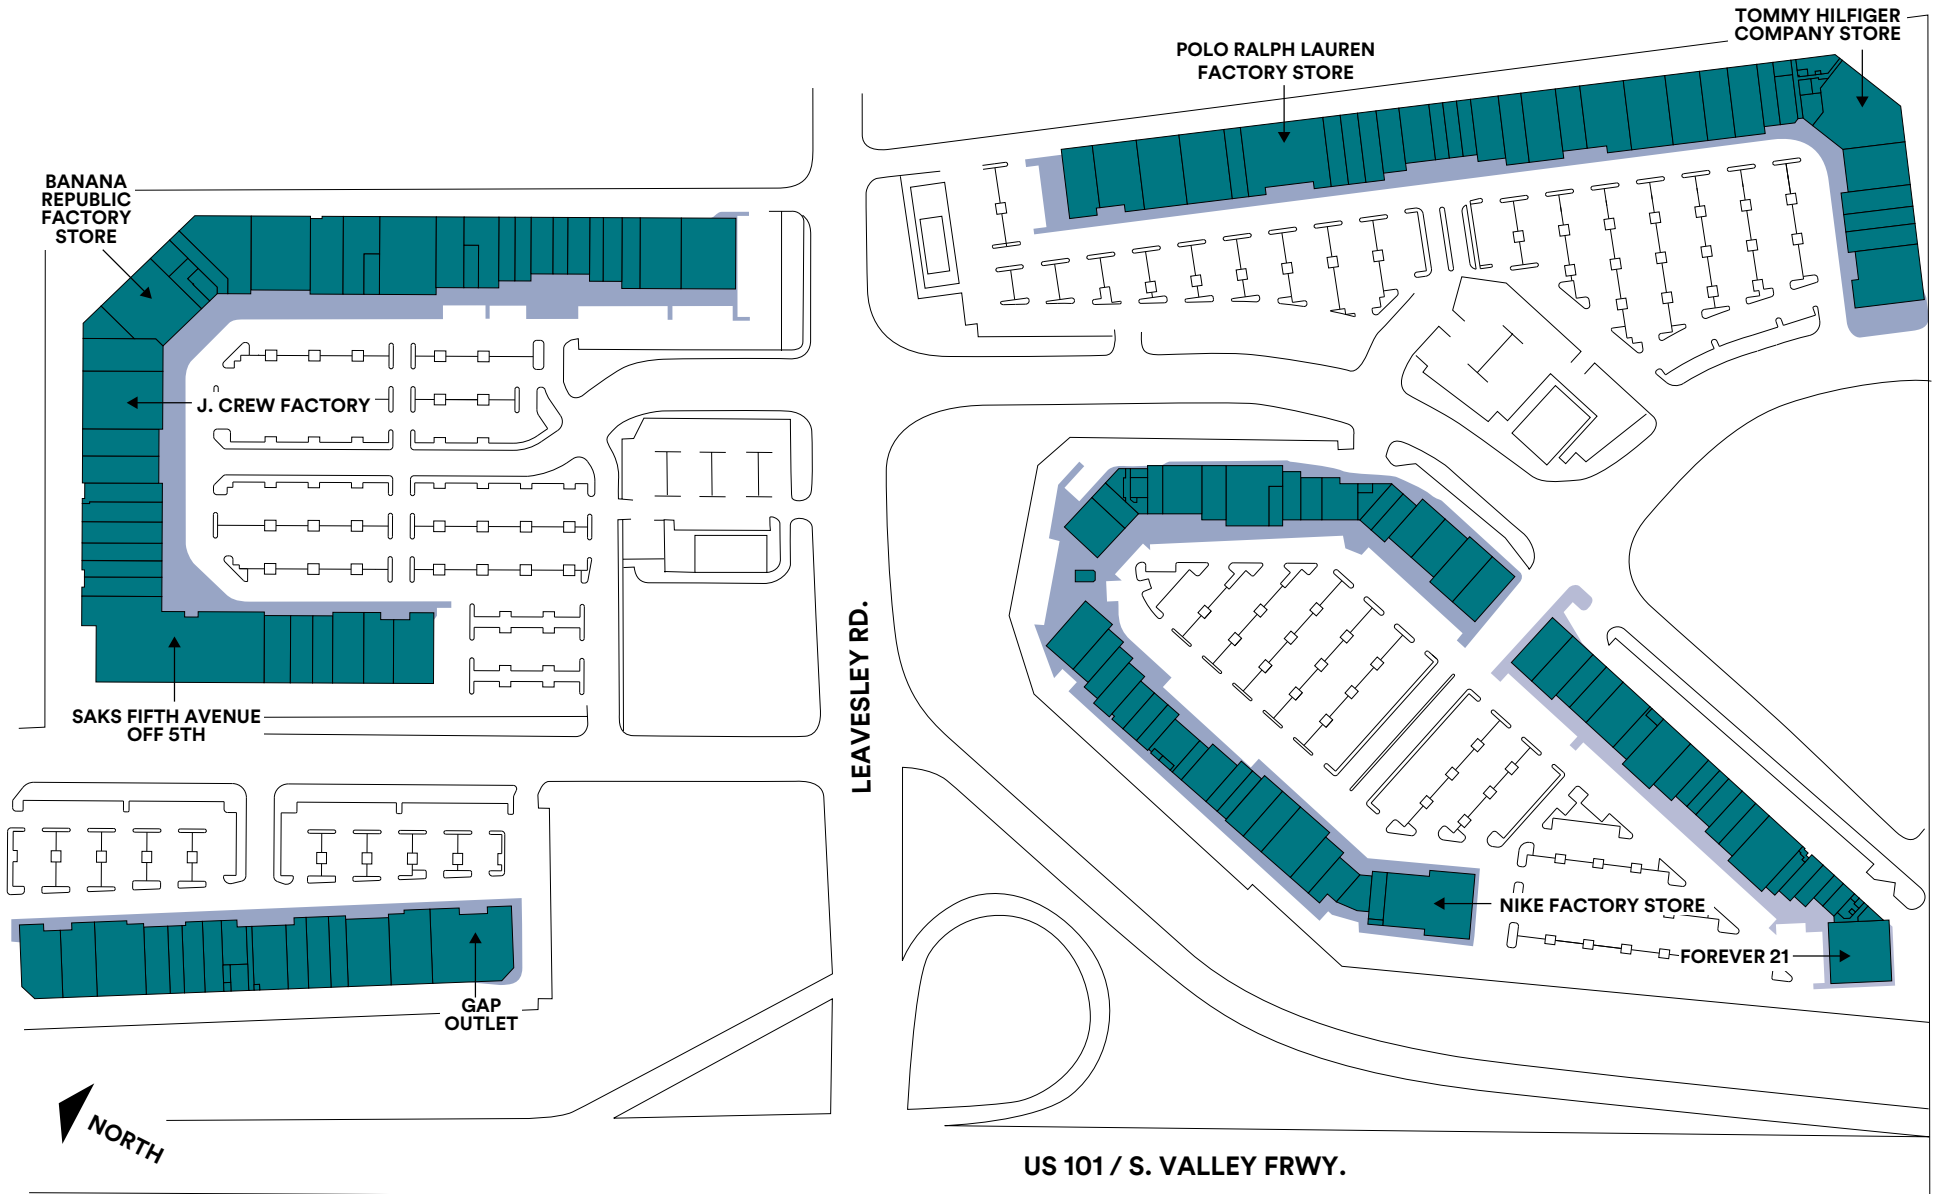 TOMMY HILFIGER
COMPANY STORE
POLO RALPH LAUREN
FACTORY STORE
BANANA
REPUBLIC
FACTORY
STORE
J. CREW FACTORY
SAKS FIFTH AVENUE
OFF 5TH
LEAVESLEY RD.
NIKE FACTORY STORE
FOREVER 21
GAP
OUTLET
NORTH
US 101 / S. VALLEY FRWY.